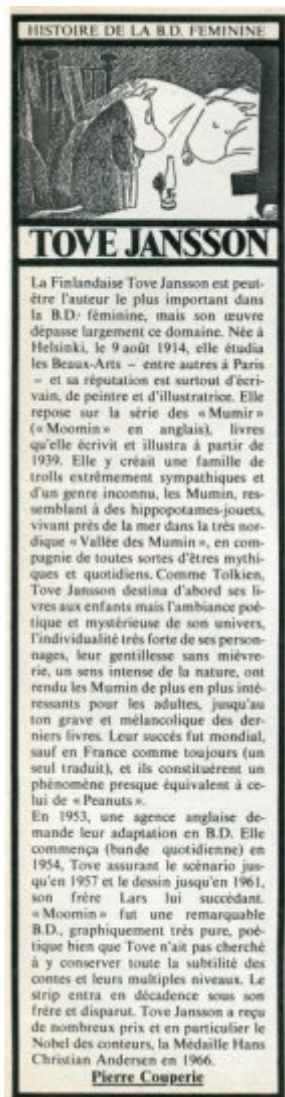 HISTOIRE DE LA B.D. FEMININE
TOVE JANSSON
La Finlandaise Tove Jansson est peut-
être l'auteur le plus important dans
la B.D. féminine, mais son œuvre
dépasse largement ce domaine. Née à
Helsinki, le 9 août 1914, elle étudia
les Beaux-Arts – entre autres à Paris
– et sa réputation est surtout d'écri-
vain, de peintre et d'illustratrice. Elle
repose sur la série des «Mumir»
(«Moomin» en anglais), livres
qu'elle écrivit et illustra à partir de
1939. Elle y créait une famille de
trolls extrêmement sympathiques et
d'un genre inconnu, les Mumin, res-
semblant à des hippopotames-jouets,
vivant près de la mer dans la très nor-
dique «Vallée des Mumin», en com-
pagnie de toutes sortes d'êtres mythi-
ques et quotidiens. Comme Tolkien,
Tove Jansson destina d'abord ses li-
vres aux enfants mais l'ambiance poé-
tique et mystérieuse de son univers,
l'individualité très forte de ses person-
nages, leur gentillesse sans mièvre-
rie, un sens intense de la nature, ont
rendu les Mumin de plus en plus inté-
ressants pour les adultes, jusqu'au
ton grave et mélancolique des der-
niers livres. Leur succès fut mondial,
sauf en France comme toujours (un
seul traduit), et ils constituèrent un
phénomène presque équivalent à ce-
lui de «Peanuts».
En 1953, une agence anglaise de-
mande leur adaptation en B.D. Elle
commença (bande quotidienne) en
1954, Tove assurant le scénario jus-
qu'en 1957 et le dessin jusqu'en 1961,
son frère Lars lui succédant.
«Moomin» fut une remarquable
B.D., graphiquement très pure, poé-
tique bien que Tove n'ait pas cherché
à y conserver toute la subtilité des
contes et leurs multiples niveaux. Le
strip entra en décadence sous son
frère et disparut. Tove Jansson a reçu
de nombreux prix et en particulier le
Nobel des conteurs, la Médaille Hans
Christian Andersen en 1966.
Pierre Couperie